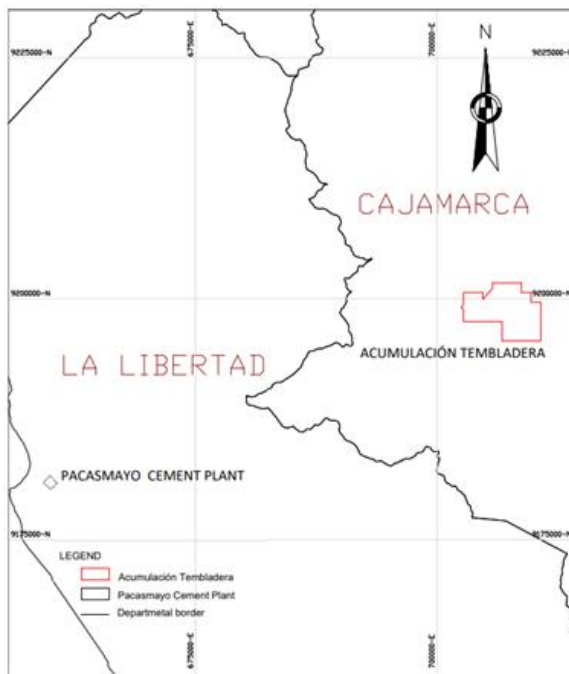 675000-E
700000-E
N
9225000-N
9225000-N
CAJAMARCA
9200000-N
9200000-N
ACUMULACIÓN TEMBLADERA
LA LIBERTAD
PACASMAYO CEMENT PLANT
9175000-N
9175000-N
LEGEND
Acumulación Tembladera
Pacasmayo Cement Plant
Departmetal border
675000-E
700000-E